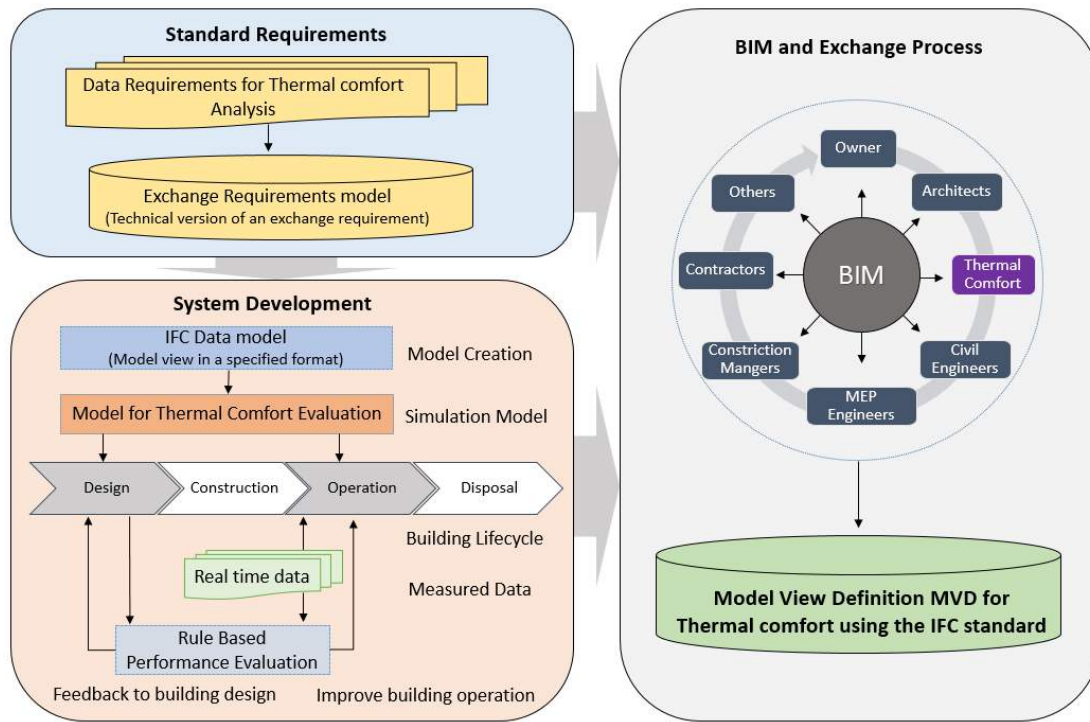 Standard Requirements
Data Requirements for Thermal comfort
Analysis
Exchange Requirements model
(Technical version of an exchange requirement)
System Development
IFC Data model
(Model view in a specified format)
Model Creation
Model for Thermal Comfort Evaluation
Simulation Model
Design
Construction
Operation
Disposal
Building Lifecycle
Real time data
Measured Data
Rule Based
Performance Evaluation
Feedback to building design
Improve building operation
BIM and Exchange Process
Owner
Architects
Thermal
Comfort
Civil
Engineers
MEP
Engineers
Constriction
Mangers
Contractors
Others
BIM
Model View Definition MVD for
Thermal comfort using the IFC standard